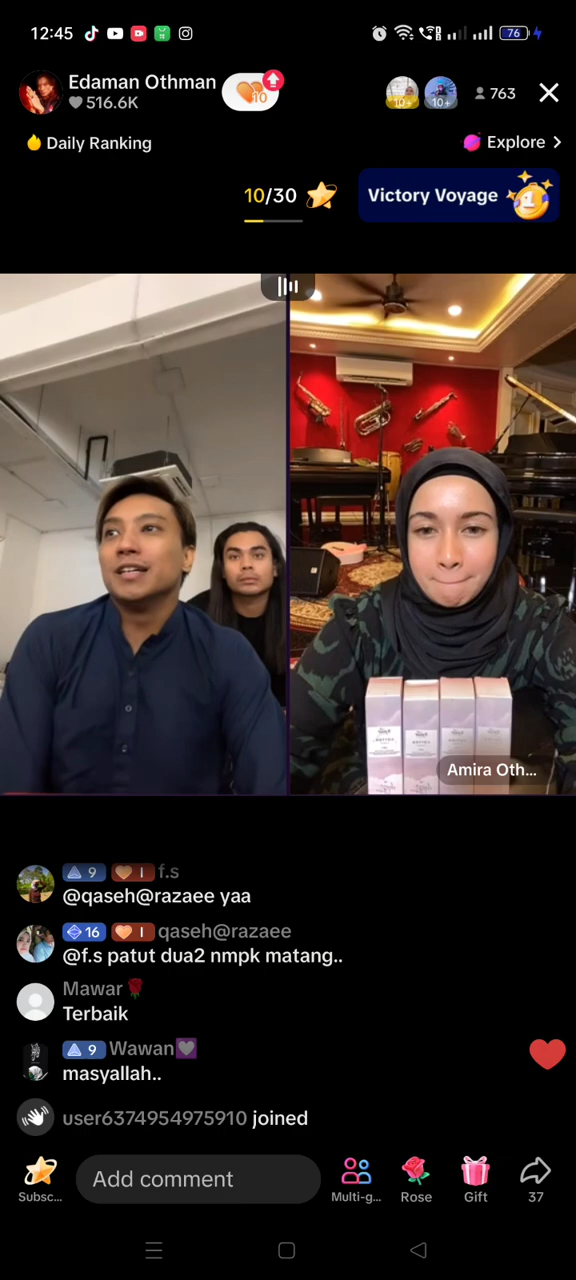 12:45
76
Edaman Othman
516.6K
10
10+
10+
763
Daily Ranking
Explore
10/30
Victory Voyage
1
Amira Oth...
9
I
f.s
@qaseh@razaee yaa
16
I
qaseh@razaee
@f.s patut dua2 nmpk matang..
Mawar
Terbaik
9
Wawan
masyallah..
user6374954975910 joined
Subsc...
Add comment
Multi-g...
Rose
Gift
37